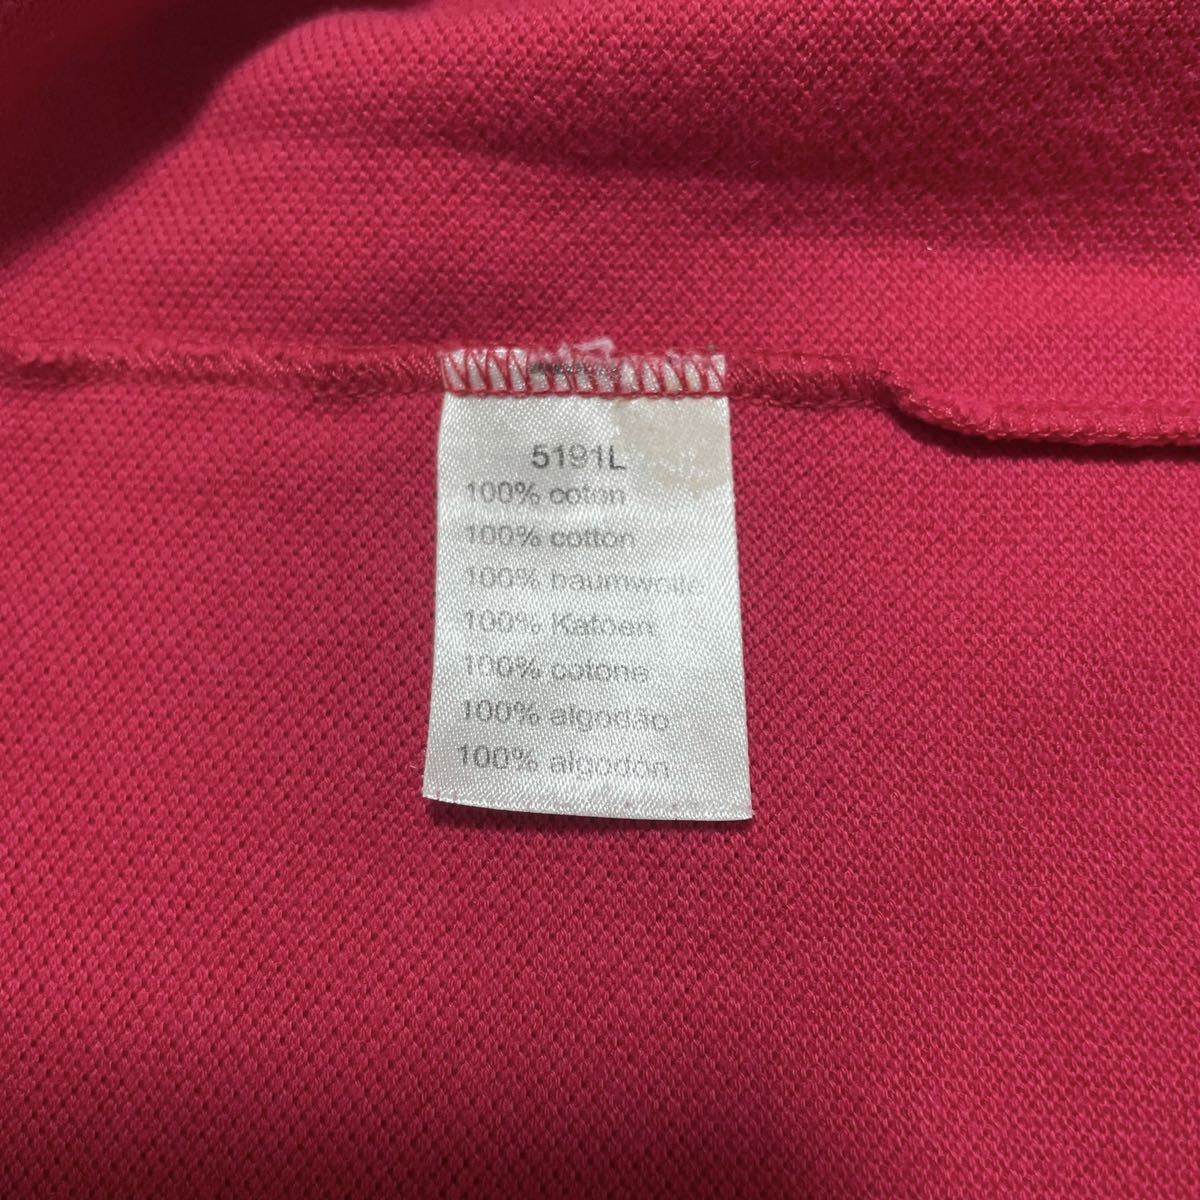 5191L
100% coton
100% cotton
100% baumwolle
100% Katoen
100% cotone
100% algodão
100% algodon